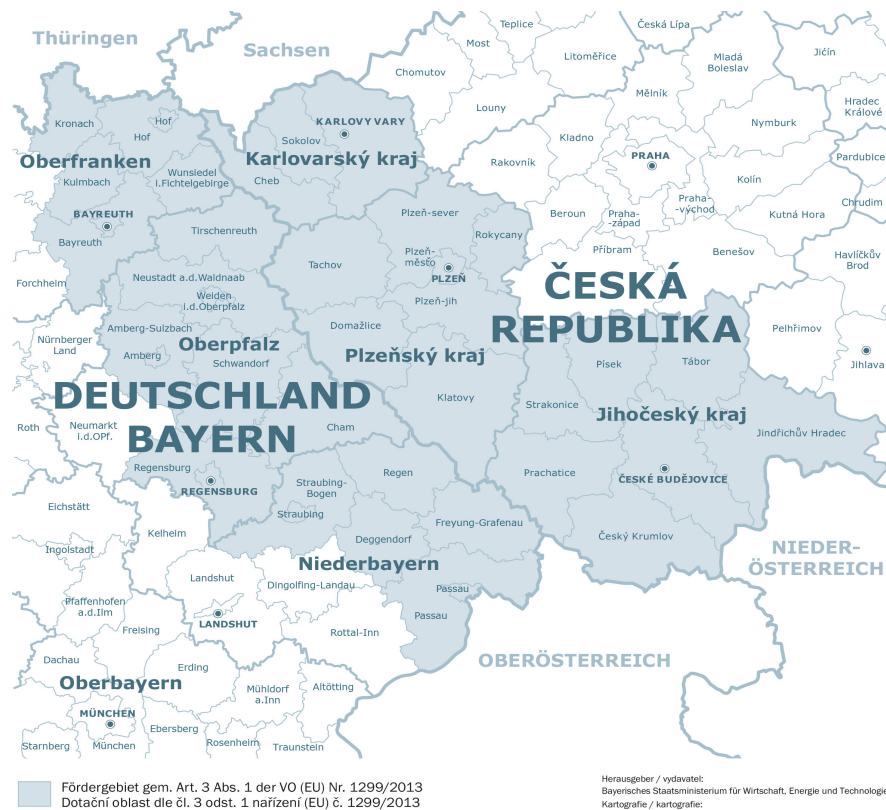 Thüringen
Sachsen
Teplice
Česká Lípa
Most
Litoměřice
Mladá
Boleslav
Jičín
Chomutov
Mělník
Louny
Hradec
Králové
Nymburk
Kronach
Hof
Hof
KARLOVY VARY
Sokolov
Kladno
Oberfranken
Karlovarský kraj
Rakovník
PRAHA
Pardubice
Kulmbach
Wunsiedel
i.Fichtelgebirge
Cheb
Kolín
Praha-
-východ
Chrudim
BAYREUTH
Plzeň-sever
Beroun
Praha-
-západ
Kutná Hora
Bayreuth
Tirschenreuth
Rokycany
Příbram
Benešov
Plzeň-
město
Havlíčkův
Brod
Tachov
PLZEŇ
Forchheim
Neustadt a.d.Waldnaab
Weiden
i.d.Oberpfalz
Plzeň-jih
ČESKÁ
REPUBLIKA
Amberg-Sulzbach
Domažlice
Pelhřimov
Nürnberger
Land
Oberpfalz
Plzeňský kraj
Amberg
Schwandorf
Písek
Tábor
Jihlava
DEUTSCHLAND
BAYERN
Klatovy
Strakonice
Jihočeský kraj
Roth
Neumarkt
i.d.OPf.
Cham
Jindřichův Hradec
Regensburg
Regen
Prachatice
REGENSBURG
Straubing-
Bogen
ČESKÉ BUDĚJOVICE
Eichstätt
Straubing
Freyung-Grafenau
Kelheim
Deggendorf
Český Krumlov
Ingolstadt
Niederbayern
NIEDER-
ÖSTERREICH
Landshut
Dingolfing-Landau
Passau
Pfaffenhofen
a.d.Ilm
LANDSHUT
Passau
Freising
Rottal-Inn
Dachau
Erding
OBERÖSTERREICH
Oberbayern
Mühldorf
a.Inn
Altötting
MÜNCHEN
Ebersberg
Starnberg
München
Rosenheim
Traunstein
Fördergebiet gem. Art. 3 Abs. 1 der VO (EU) Nr. 1299/2013
Dotační oblast dle čl. 3 odst. 1 nařízení (EU) č. 1299/2013
Herausgeber / vydavatel:
Bayerisches Staatsministerium für Wirtschaft, Energie und Technologie
Kartografie / kartografie: